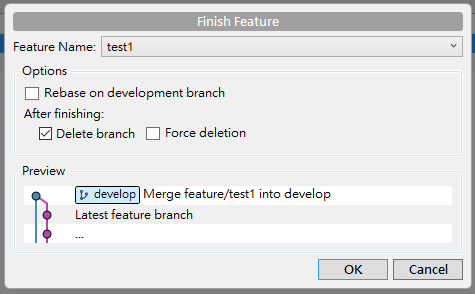 Finish Feature
Feature Name: test1
Options
Rebase on development branch
After finishing:
Delete branch Force deletion
Preview
develop Merge feature/test1 into develop
Latest feature branch
...
OK Cancel